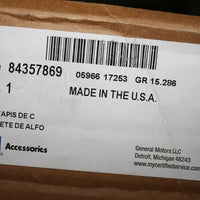 84357869 05966 17253 GR 15.286
1 MADE IN THE U.S.A.
TAPIS DE C
ETE DE ALFO
Accessories
General Motors LLC
Detroit, Michigan 48243
www.mycertifiedservice.com